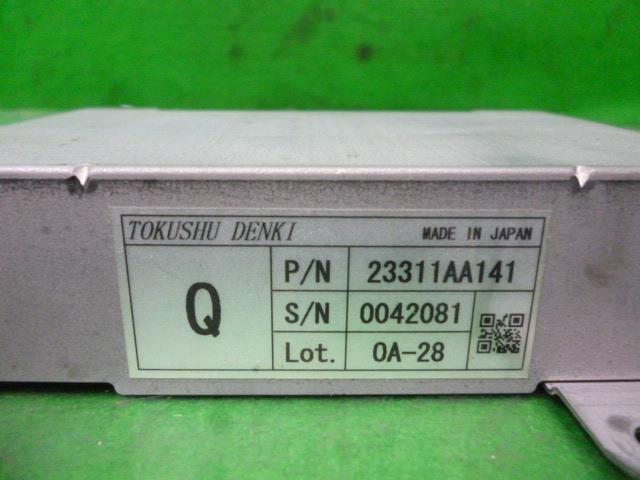 TOKUSHU DENKI MADE IN JAPAN
Q
P/N 23311AA141
S/N 0042081
Lot. 0A-28